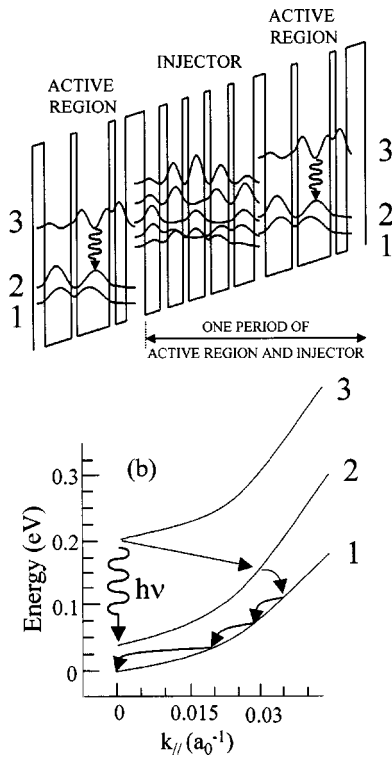 ACTIVE
REGION
INJECTOR
ACTIVE
REGION
3
2
1
3
2
1
ONE PERIOD OF
ACTIVE REGION AND INJECTOR
(b)
3
2
1
Energy (eV)
0.3
0.2
0.1
0
hν
0 0.015 0.03
k// (a₀⁻¹)